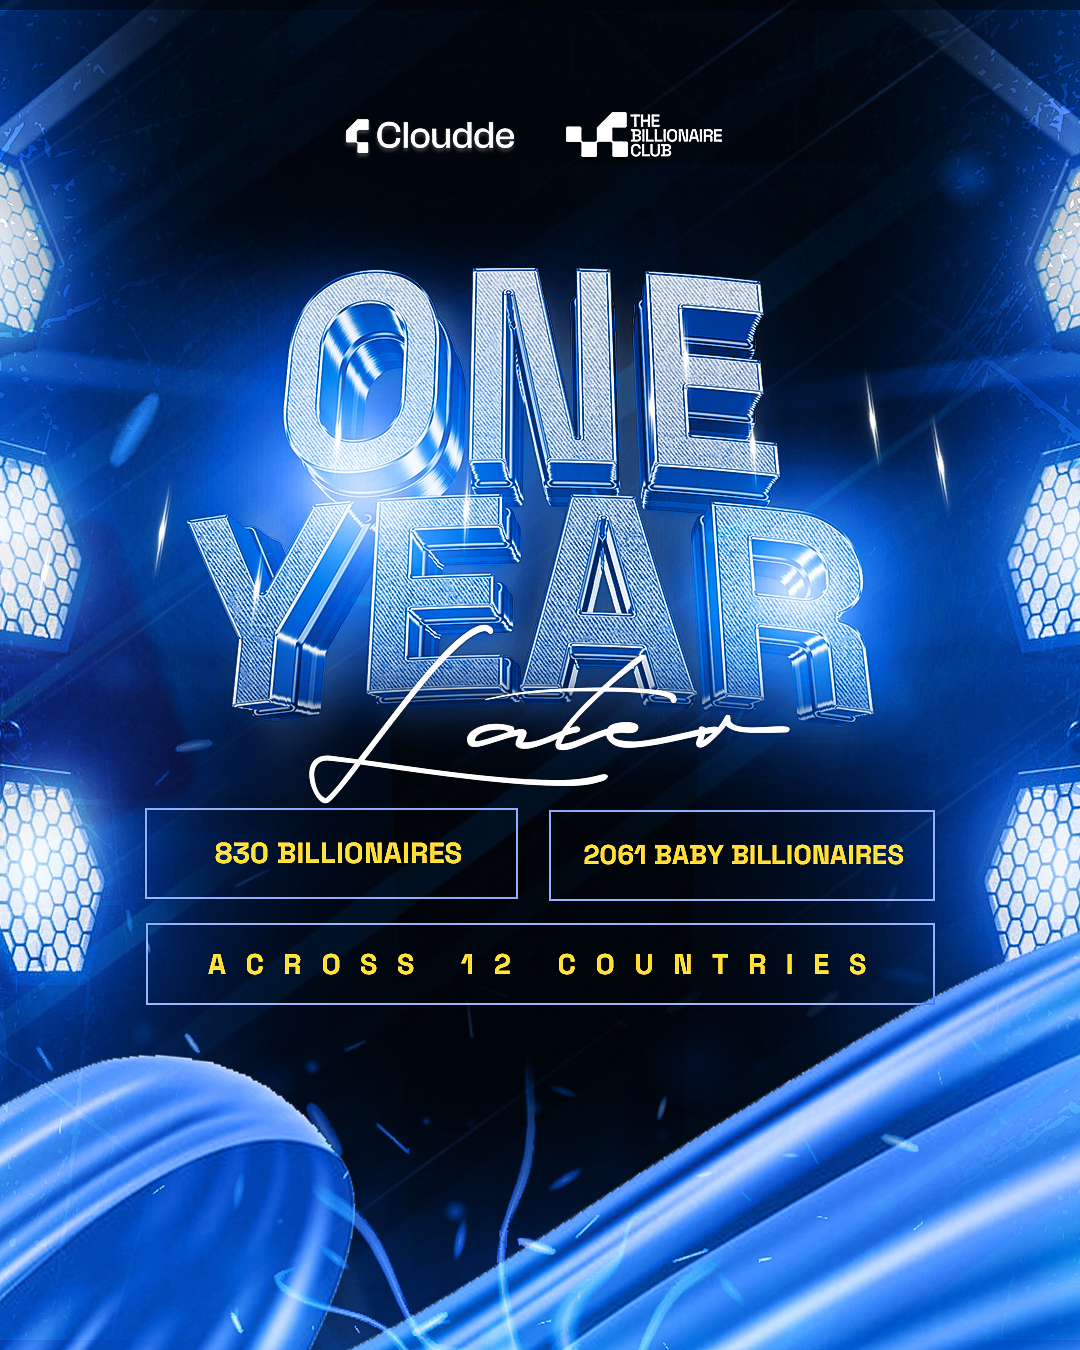 Cloudde
THE
BILLIONAIRE
CLUB
ONE
YEAR
Later
830 BILLIONAIRES
2061 BABY BILLIONAIRES
ACROSS 12 COUNTRIES